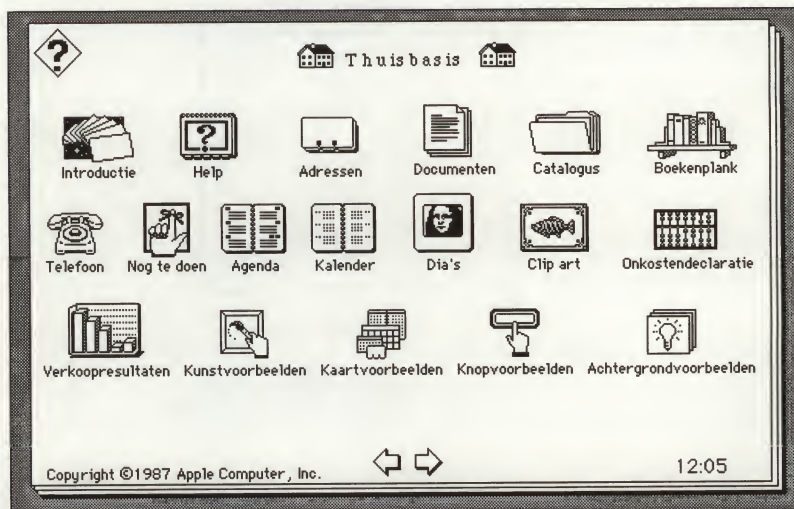 Thuisbasis
Introductie Help Adressen Documenten Catalogus Boekenplank
Telefoon Nog te doen Agenda Kalender Dia's Clip art Onkostendeclaratie
Verkoopresultaten Kunstvoorbeelden Kaartvoorbeelden Knopvoorbeelden Achtergrondvoorbeelden
Copyright ©1987 Apple Computer, Inc. 12:05